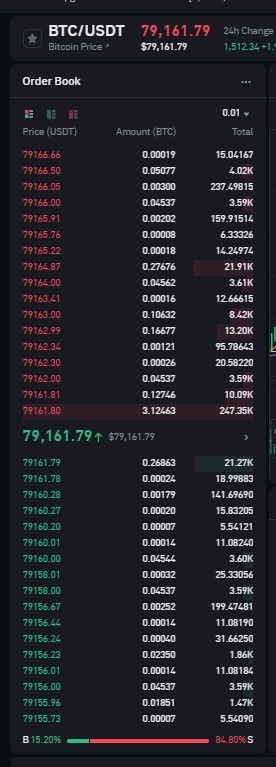 BTC/USDT 79,161.79 24h Change
Bitcoin Price ↗ $79,161.79 1,512.34 +1.9
Order Book ...
0.01
Price (USDT) Amount (BTC) Total
79166.66 0.00019 15.04167
79166.50 0.05077 4.02K
79166.05 0.00300 237.49815
79166.00 0.04537 3.59K
79165.91 0.00202 159.91514
79165.76 0.00008 6.33326
79165.22 0.00018 14.24974
79164.87 0.27676 21.91K
79164.00 0.04562 3.61K
79163.41 0.00016 12.66615
79163.00 0.10632 8.42K
79162.99 0.16677 13.20K
79162.34 0.00121 95.78643
79162.30 0.00026 20.58220
79162.00 0.04537 3.59K
79161.81 0.12746 10.09K
79161.80 3.12463 247.35K
79,161.79↑ $79,161.79 >
79161.79 0.26863 21.27K
79161.78 0.00024 18.99883
79160.28 0.00179 141.69690
79160.27 0.00020 15.83205
79160.20 0.00007 5.54121
79160.01 0.00014 11.08240
79160.00 0.04544 3.60K
79158.01 0.00032 25.33056
79158.00 0.04537 3.59K
79156.67 0.00252 199.47481
79156.44 0.00014 11.08190
79156.24 0.00040 31.66250
79156.23 0.02350 1.86K
79156.01 0.00014 11.08184
79156.00 0.04537 3.59K
79155.96 0.01851 1.47K
79155.73 0.00007 5.54090
B 15.20% 84.80% S